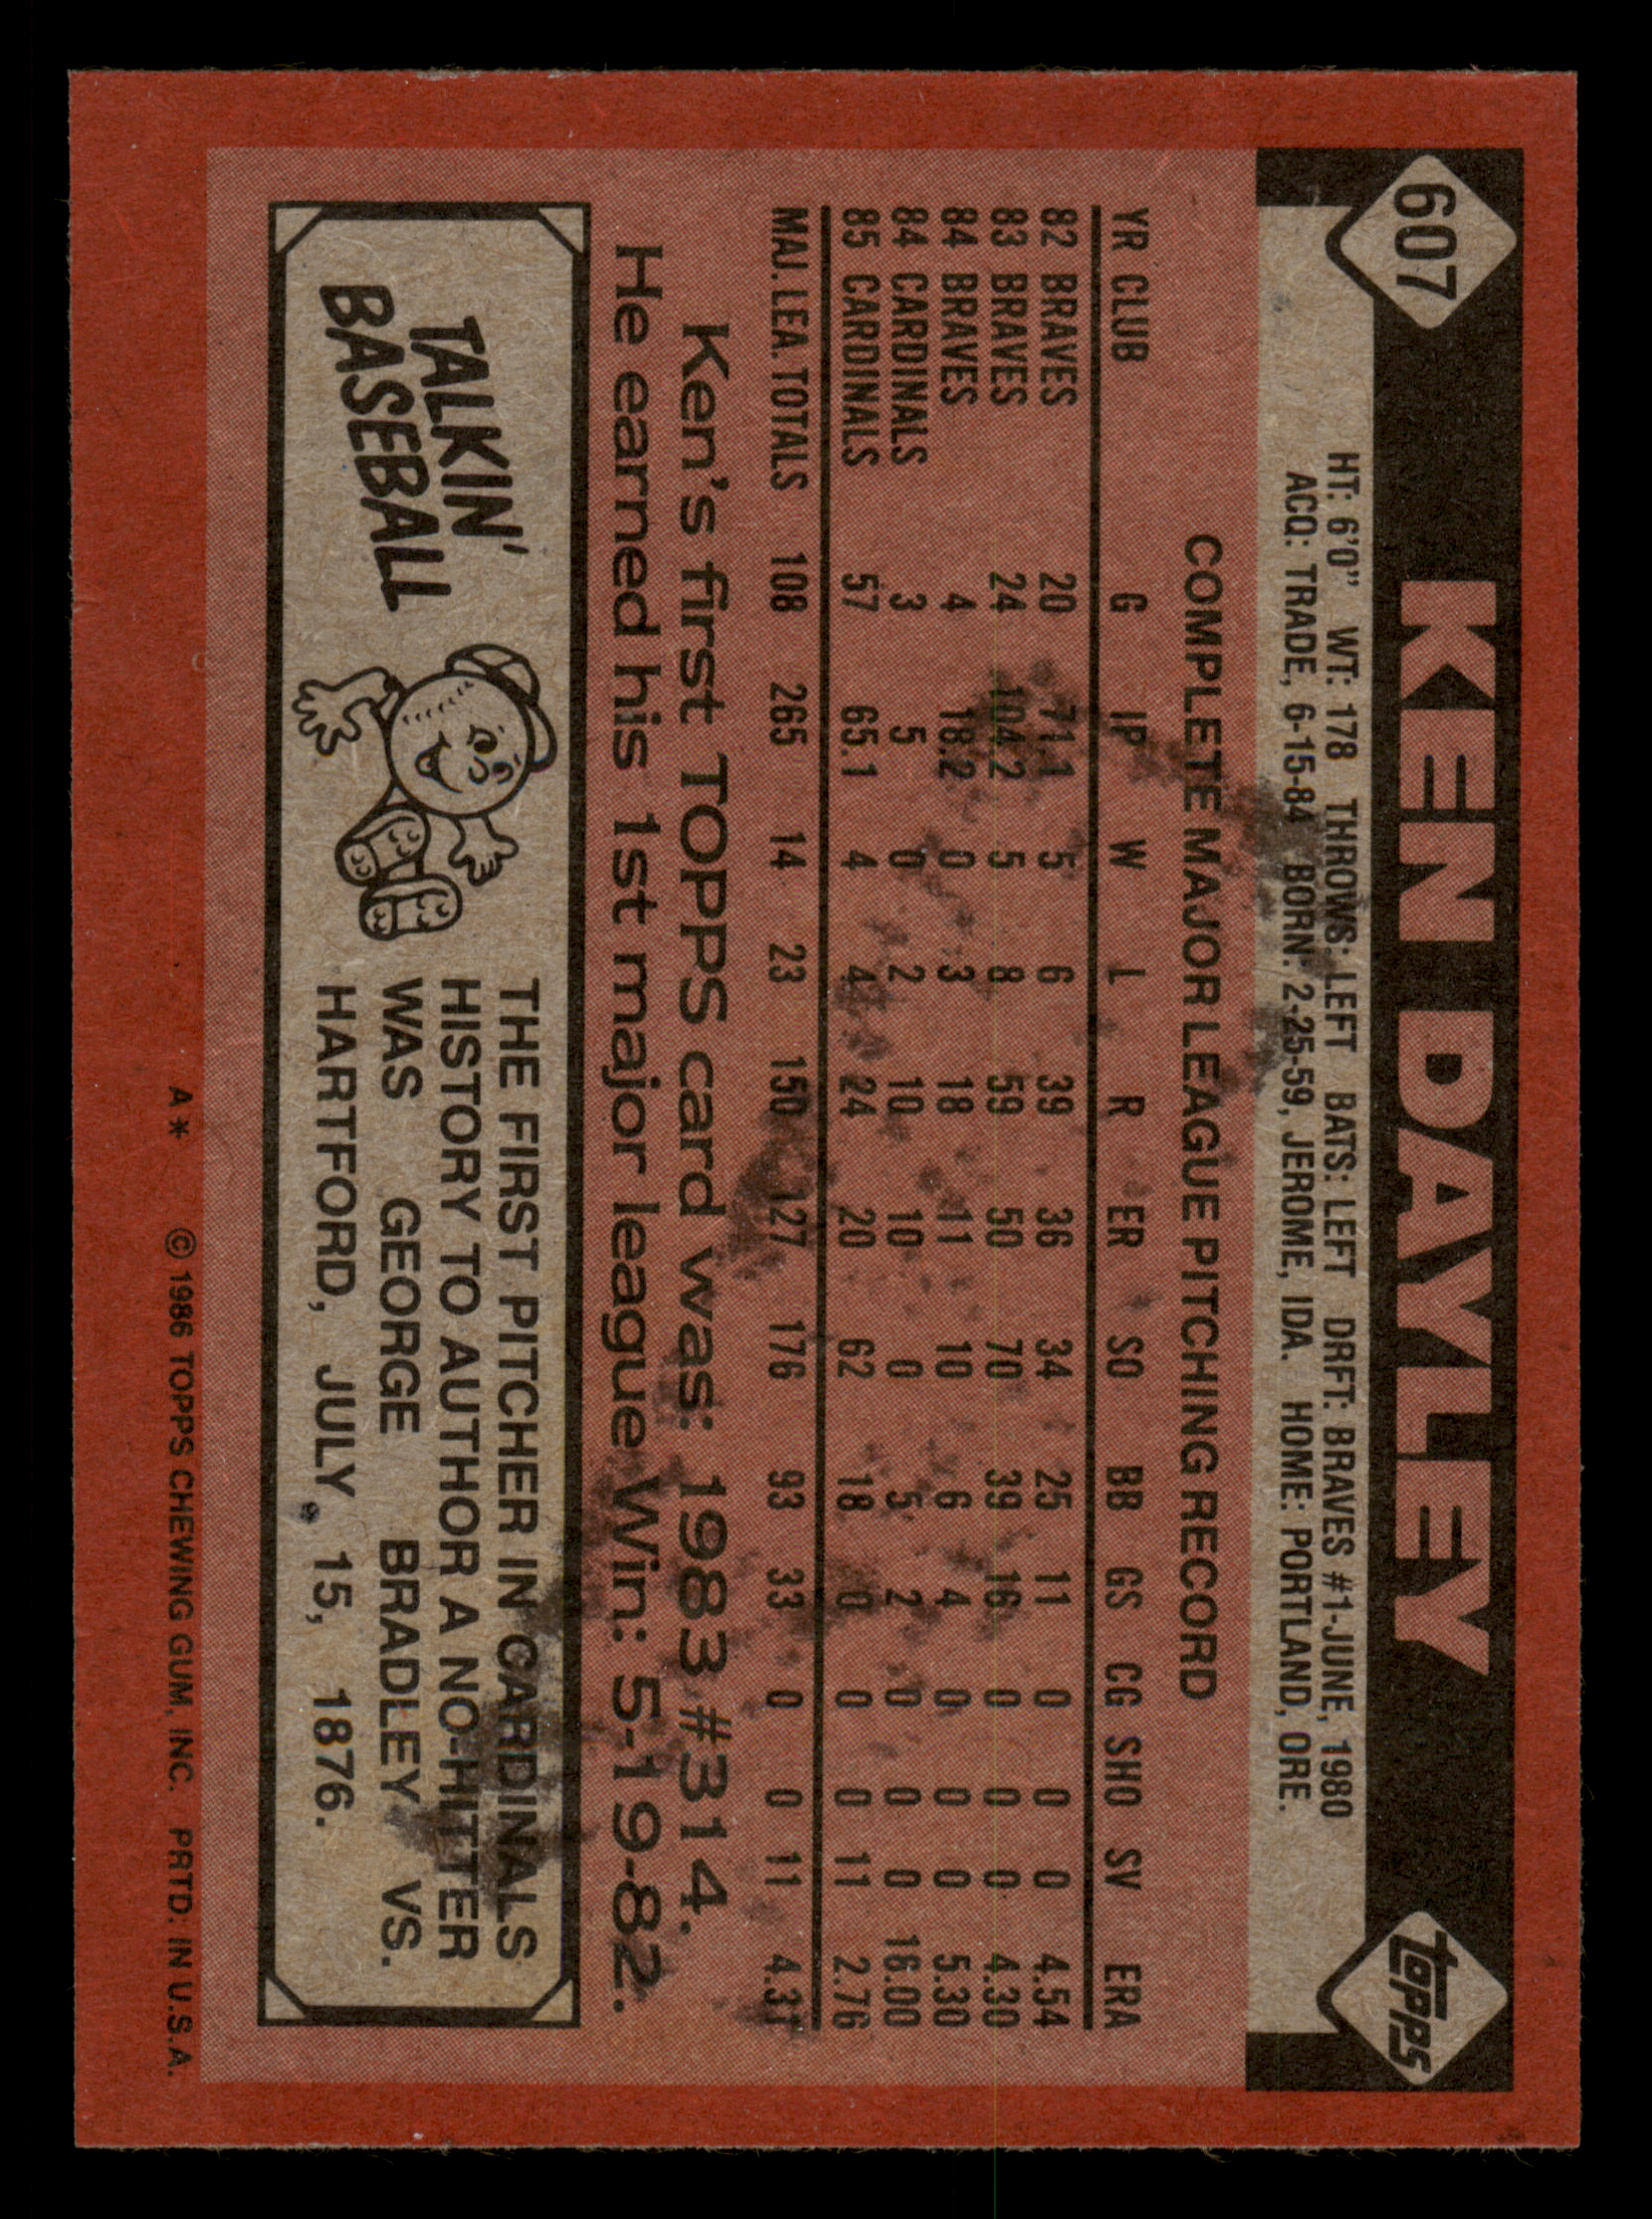 607 KEN DAYLEY topps
HT: 6'0" WT: 178 THROWS: LEFT BATS: LEFT DRFT: BRAVES #1-JUNE, 1980
ACQ: TRADE, 6-15-84 BORN: 2-25-59, JEROME, IDA. HOME: PORTLAND, ORE.
COMPLETE MAJOR LEAGUE PITCHING RECORD
YR CLUB G IP W L R ER SO BB GS CG SHO SV ERA
82 BRAVES 20 71.1 5 6 39 36 34 25 11 0 0 0 4.54
83 BRAVES 24 104.2 5 8 59 50 70 39 16 0 0 0 4.30
84 BRAVES 4 18.2 0 3 18 11 10 6 4 0 0 0 5.30
84 CARDINALS 3 5 0 2 10 10 0 5 2 0 0 0 18.00
85 CARDINALS 57 65.1 4 4 24 20 62 18 0 0 0 11 2.76
MAJ. LEA. TOTALS 108 265 14 23 150 127 176 93 33 0 0 11 4.31
Ken's first TOPPS card was: 1983 #314.
He earned his 1st major league Win: 5-19-82.
TALKIN'
BASEBALL
THE FIRST PITCHER IN CARDINALS
HISTORY TO AUTHOR A NO-HITTER
WAS GEORGE BRADLEY VS.
HARTFORD, JULY 15, 1876.
A* © 1986 TOPPS CHEWING GUM, INC. PRTD: IN U.S.A.